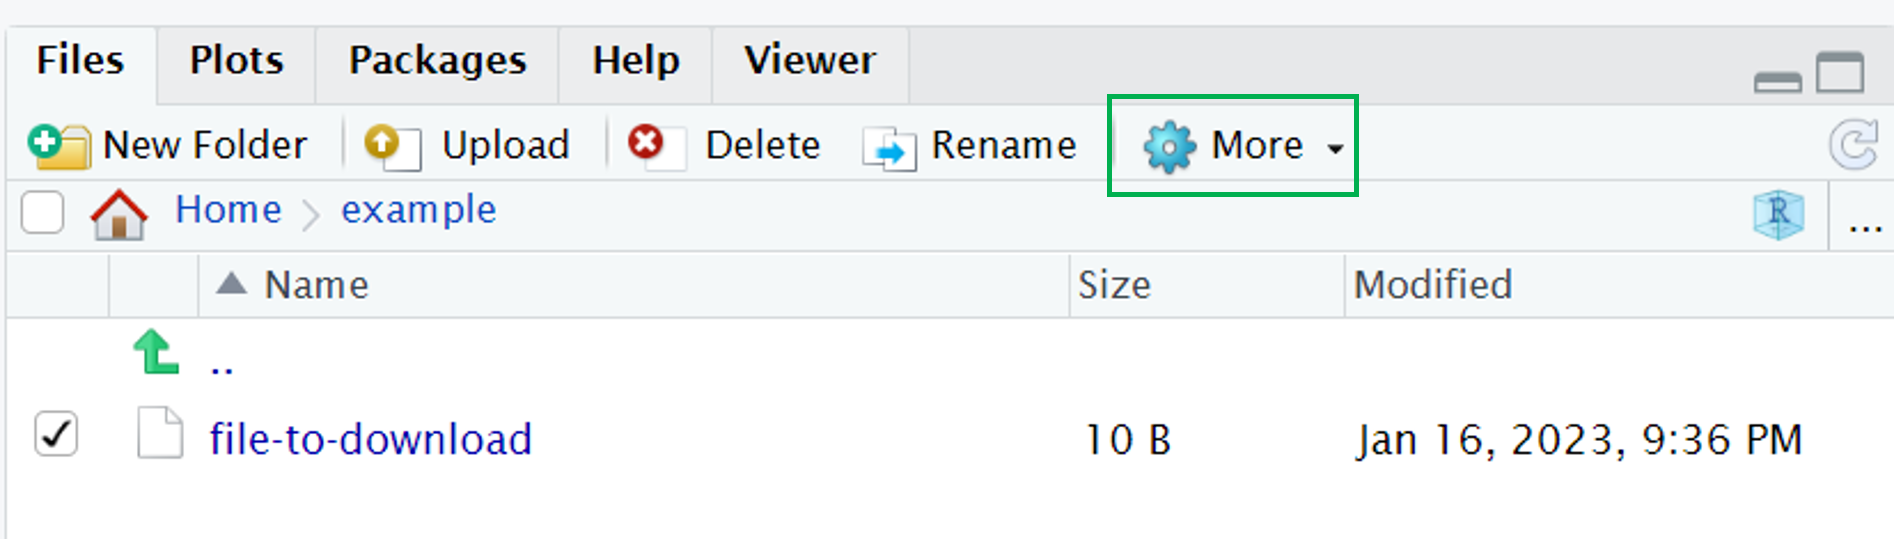 Files Plots Packages Help Viewer
New Folder Upload Delete Rename More
Home example R ...
Name Size Modified
..
file-to-download 10 B Jan 16, 2023, 9:36 PM